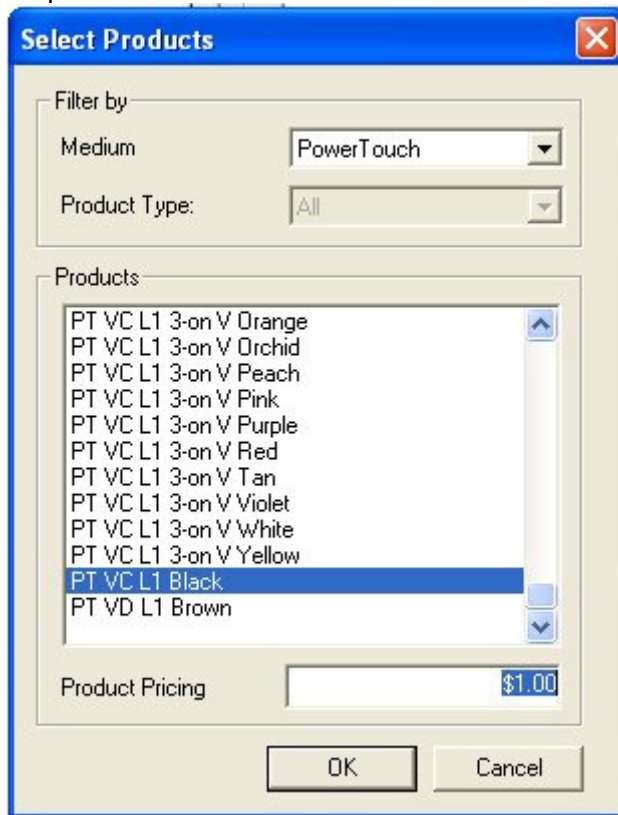 Select Products
Filter by
Medium PowerTouch
Product Type: All
Products
PT VC L1 3-on V Orange
PT VC L1 3-on V Orchid
PT VC L1 3-on V Peach
PT VC L1 3-on V Pink
PT VC L1 3-on V Purple
PT VC L1 3-on V Red
PT VC L1 3-on V Tan
PT VC L1 3-on V Violet
PT VC L1 3-on V White
PT VC L1 3-on V Yellow
PT VC L1 Black
PT VD L1 Brown
Product Pricing $1.00
OK Cancel